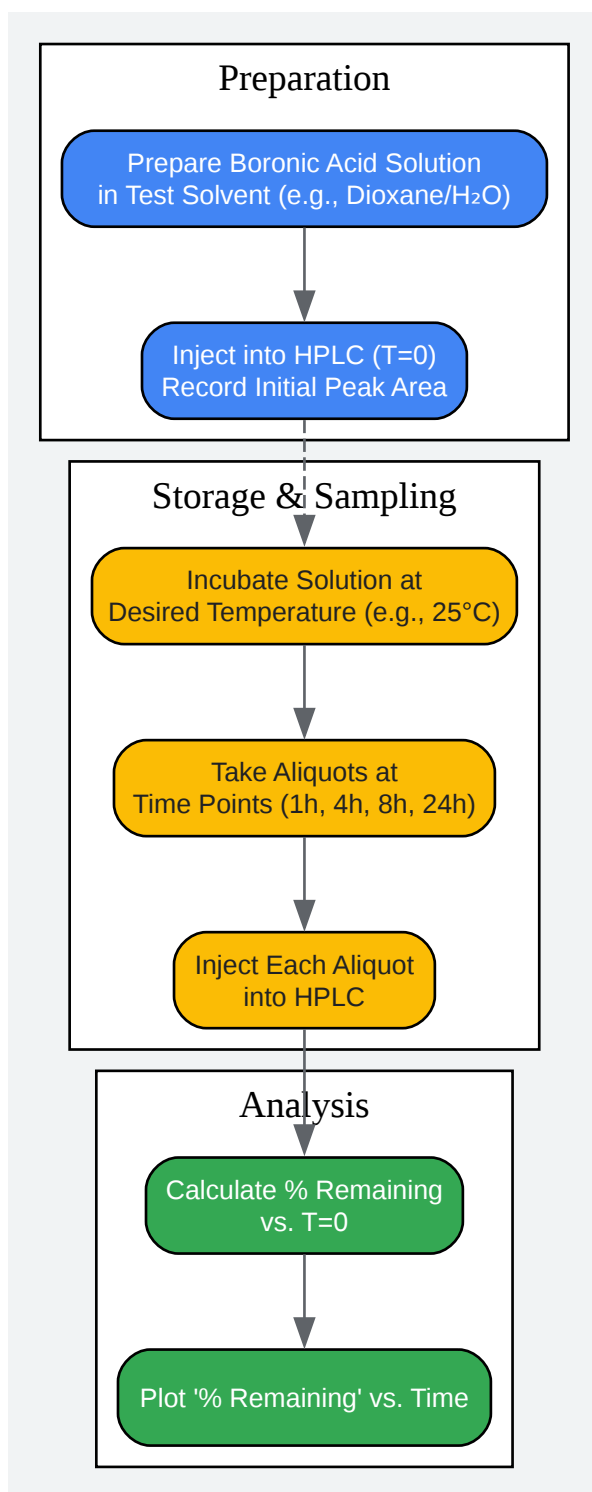 Preparation
Prepare Boronic Acid Solution
in Test Solvent (e.g., Dioxane/H₂O)
Inject into HPLC (T=0)
Record Initial Peak Area
Storage & Sampling
Incubate Solution at
Desired Temperature (e.g., 25°C)
Take Aliquots at
Time Points (1h, 4h, 8h, 24h)
Inject Each Aliquot
into HPLC
Analysis
Calculate % Remaining
vs. T=0
Plot '% Remaining' vs. Time